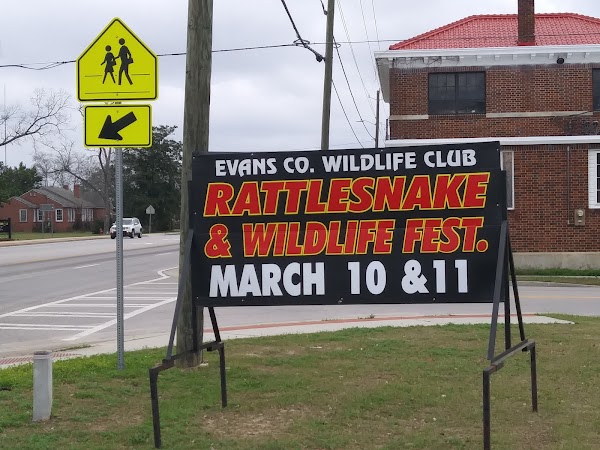 EVANS CO. WILDLIFE CLUB
RATTLESNAKE
& WILDLIFE FEST.
MARCH 10 & 11